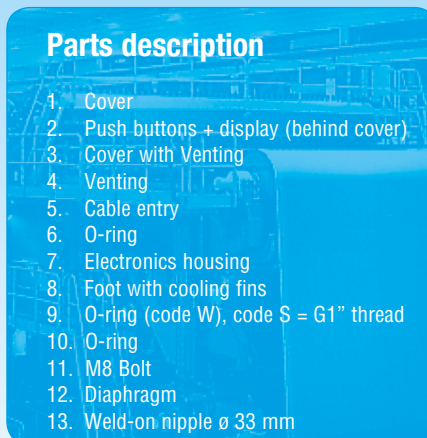 Parts description
1. Cover
2. Push buttons + display (behind cover)
3. Cover with Venting
4. Venting
5. Cable entry
6. O-ring
7. Electronics housing
8. Foot with cooling fins
9. O-ring (code W), code S = G1” thread
10. O-ring
11. M8 Bolt
12. Diaphragm
13. Weld-on nipple ø 33 mm